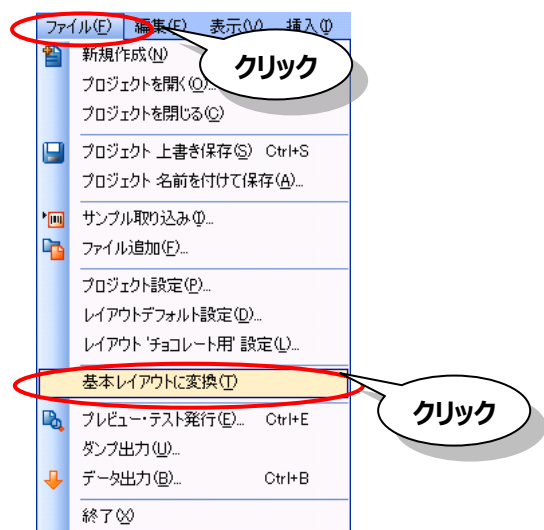 ファイル(F) 編集(E) 表示(V) 挿入(I)
新規作成(N)
クリック
プロジェクトを開く(O)...
プロジェクトを閉じる(C)
プロジェクト 上書き保存(S) Ctrl+S
プロジェクト 名前を付けて保存(A)...
サンプル取り込み(I)...
ファイル追加(F)...
プロジェクト設定(P)...
レイアウトデフォルト設定(D)...
レイアウト 'チョコレート用' 設定(L)...
基本レイアウトに変換(T)
クリック
プレビュー・テスト発行(E)... Ctrl+E
ダンプ出力(U)...
データ出力(B)... Ctrl+B
終了(X)